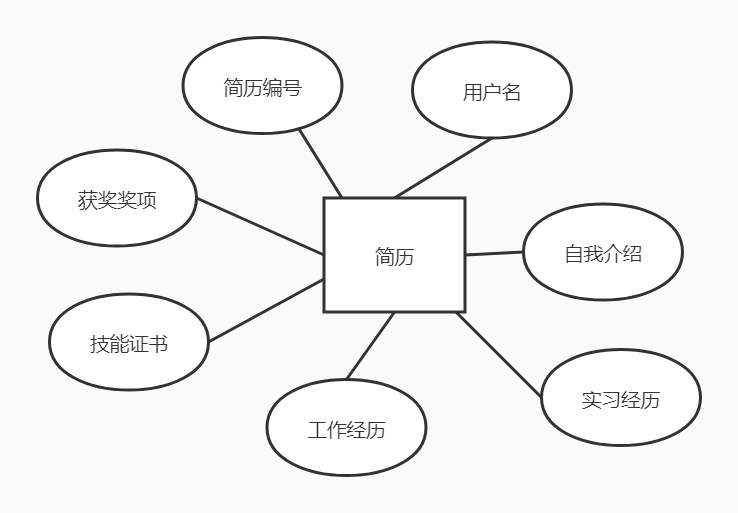 简历编号
用户名
获奖奖项
简历
自我介绍
技能证书
实习经历
工作经历